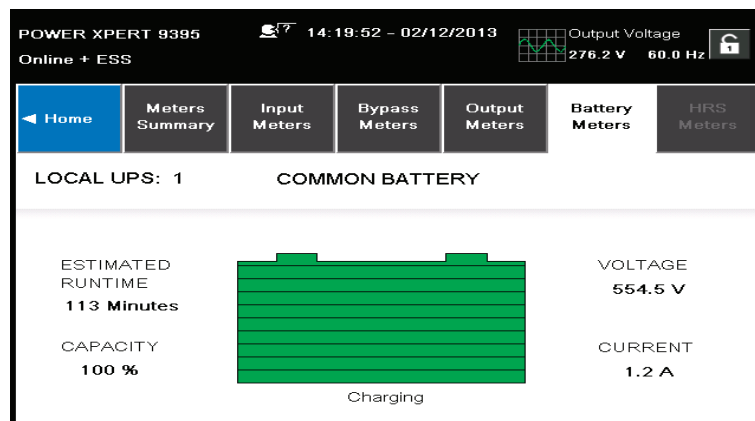 POWER XPERT 9395
14:19:52 - 02/12/2013
Output Voltage
Online + ESS
276.2 V 60.0 Hz
1
Home
Meters Summary
Input Meters
Bypass Meters
Output Meters
Battery Meters
HRS Meters
LOCAL UPS: 1 COMMON BATTERY
ESTIMATED
RUNTIME
113 Minutes
VOLTAGE
554.5 V
CAPACITY
100 %
CURRENT
1.2 A
Charging